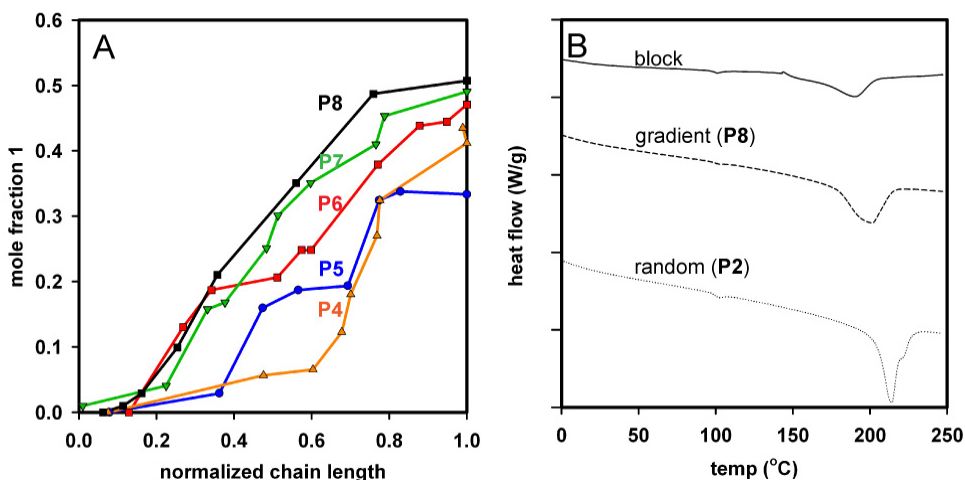 A
0.6
0.5
0.4
0.3
0.2
0.1
0.0
mole fraction 1
P8
P7
P6
P5
P4
0.0 0.2 0.4 0.6 0.8 1.0
normalized chain length
B
heat flow (W/g)
block
gradient (P8)
random (P2)
0 50 100 150 200 250
temp (°C)